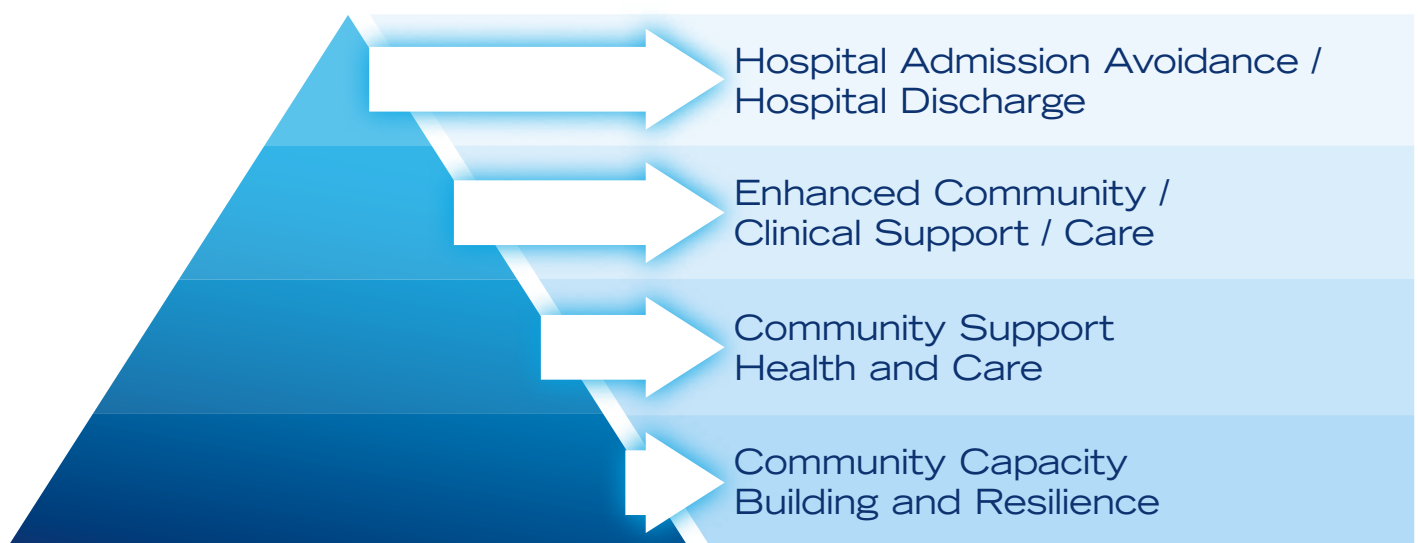 Hospital Admission Avoidance /
Hospital Discharge
Enhanced Community /
Clinical Support / Care
Community Support
Health and Care
Community Capacity
Building and Resilience